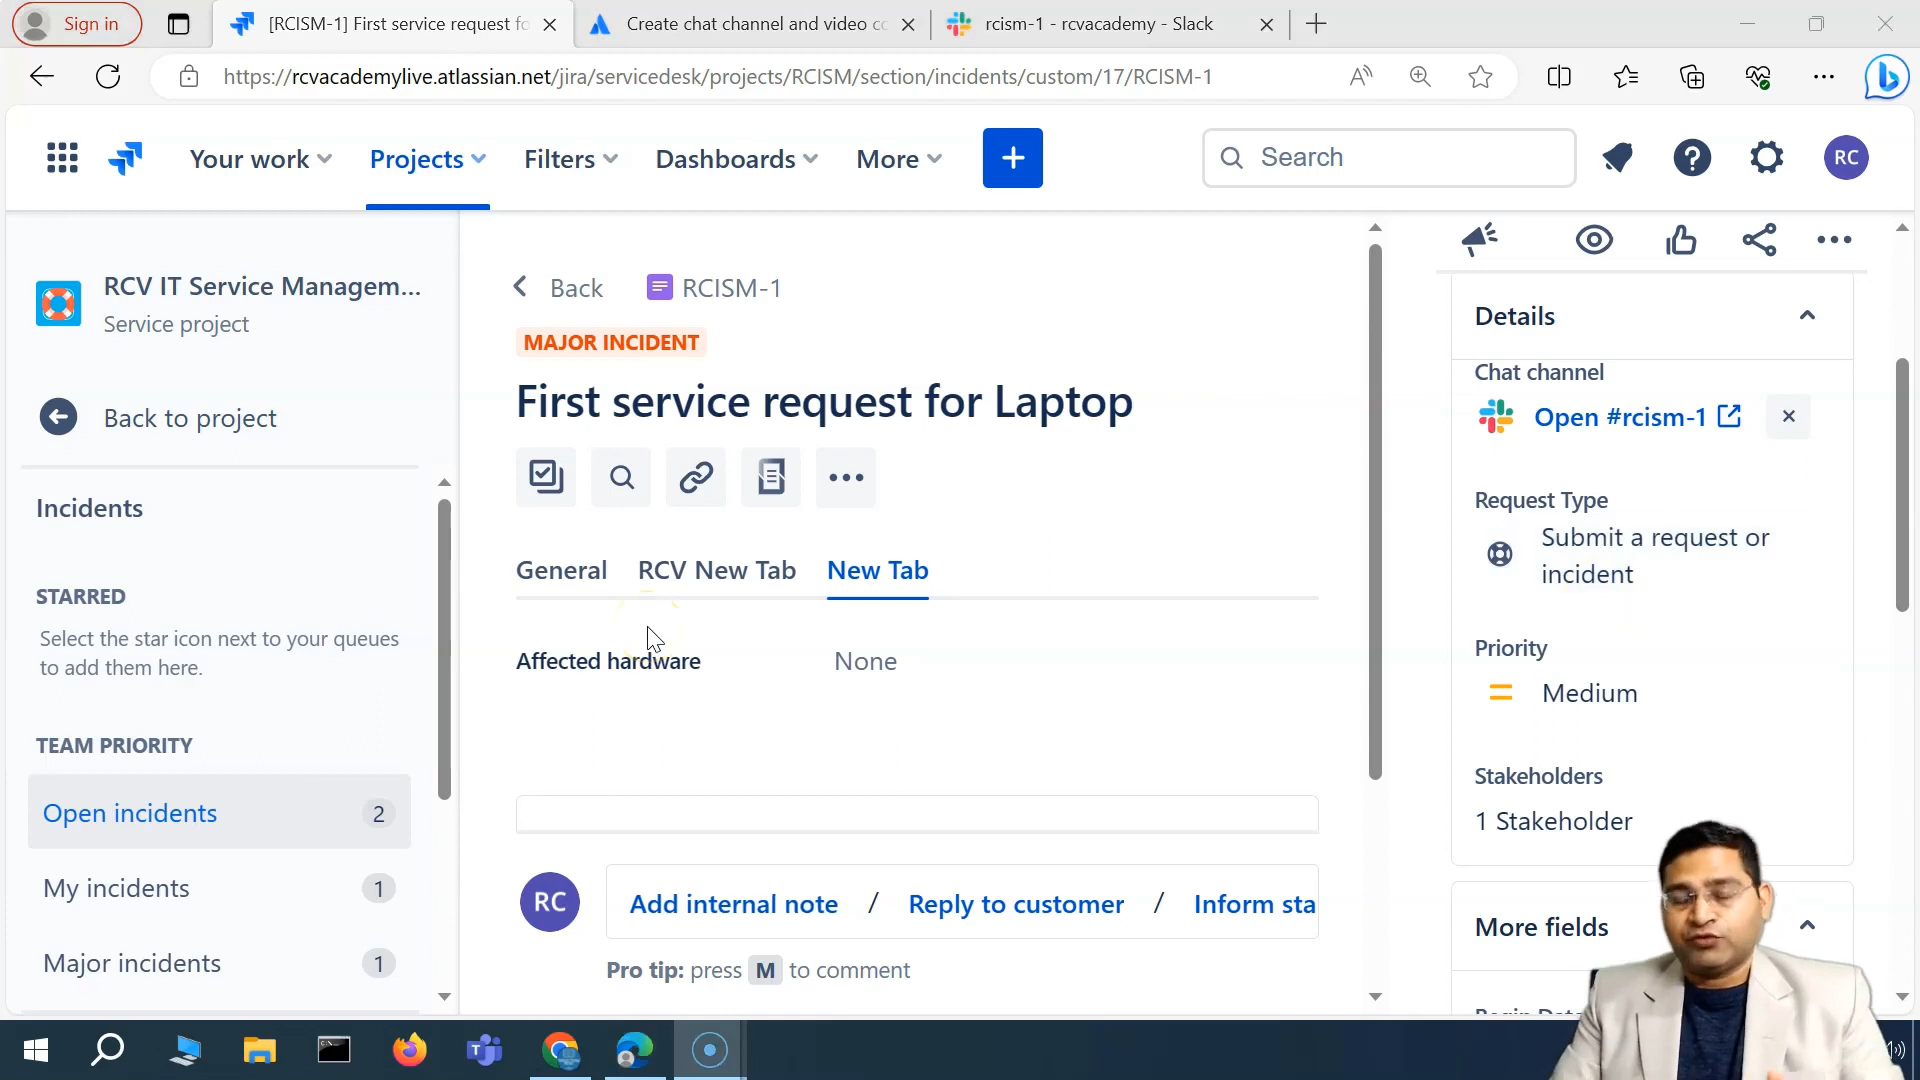 Sign in
[RCISM-1] First service request fo
Create chat channel and video co
rcism-1 - rcvacademy - Slack
https://rcvacademylive.atlassian.net/jira/servicedesk/projects/RCISM/section/incidents/custom/17/RCISM-1
Your work
Projects
Filters
Dashboards
More
Search
RC
RCV IT Service Managem...
Service project
Back to project
Incidents
STARRED
Select the star icon next to your queues
to add them here.
TEAM PRIORITY
Open incidents 2
My incidents 1
Major incidents 1
Back
RCISM-1
MAJOR INCIDENT
First service request for Laptop
General
RCV New Tab
New Tab
Affected hardware
None
RC
Add internal note / Reply to customer / Inform sta
Pro tip: press M to comment
Details
Chat channel
Open #rcism-1
Request Type
Submit a request or
incident
Priority
Medium
Stakeholders
1 Stakeholder
More fields